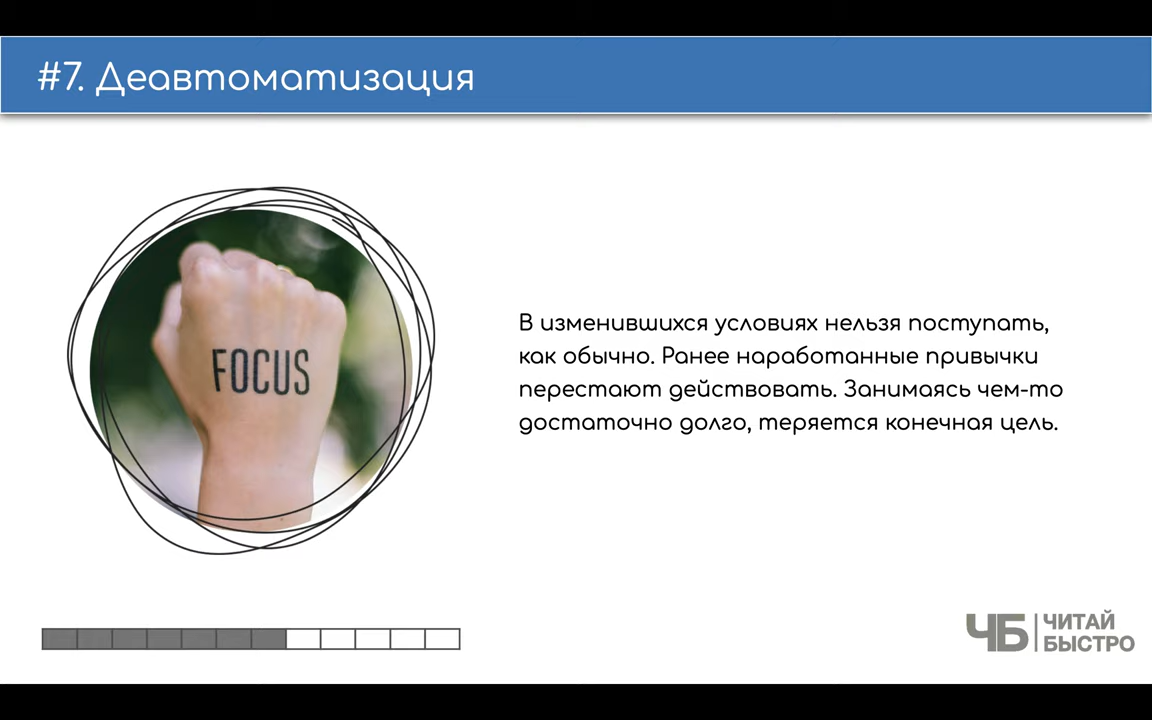 #7. Деавтоматизация
FOCUS
В изменившихся условиях нельзя поступать,
как обычно. Ранее наработанные привычки
перестают действовать. Занимаясь чем-то
достаточно долго, теряется конечная цель.
ЧБ
ЧИТАЙ
БЫСТРО